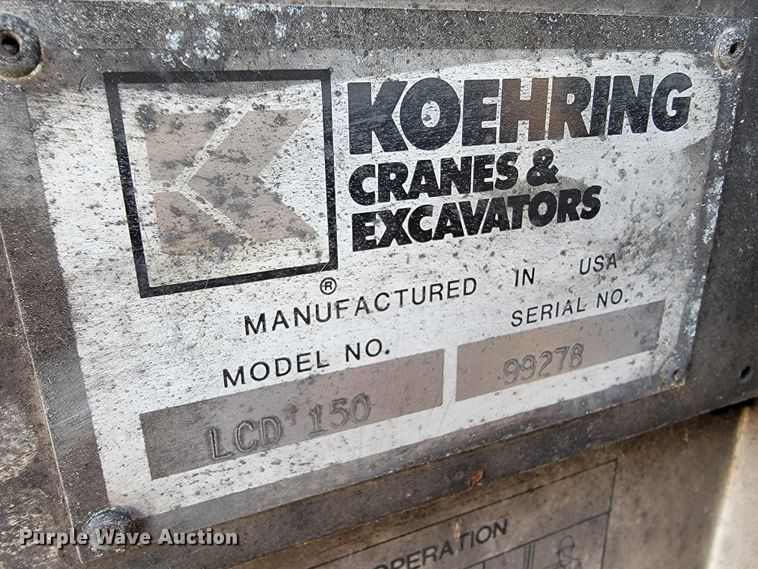 KOEHRING
CRANES &
EXCAVATORS
®
MANUFACTURED IN USA
MODEL NO. SERIAL NO.
LCD 150 99278
OPERATION
Purple Wave Auction